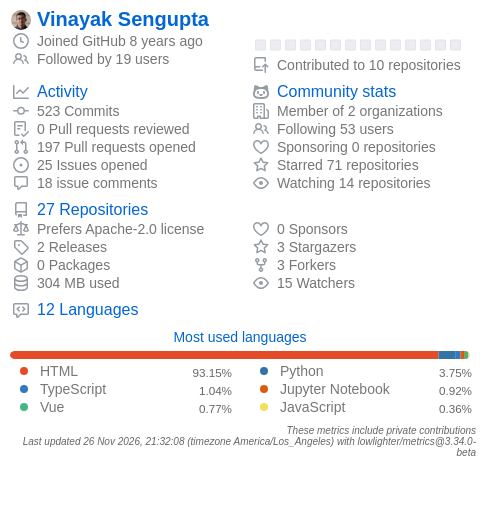 Vinayak Sengupta
Joined GitHub 8 years ago
Followed by 19 users
Contributed to 10 repositories
Activity
523 Commits
0 Pull requests reviewed
197 Pull requests opened
25 Issues opened
18 issue comments
Community stats
Member of 2 organizations
Following 53 users
Sponsoring 0 repositories
Starred 71 repositories
Watching 14 repositories
27 Repositories
Prefers Apache-2.0 license
2 Releases
0 Packages
304 MB used
0 Sponsors
3 Stargazers
3 Forkers
15 Watchers
12 Languages
Most used languages
HTML 93.15%
TypeScript 1.04%
Vue 0.77%
Python 3.75%
Jupyter Notebook 0.92%
JavaScript 0.36%
These metrics include private contributions
Last updated 26 Nov 2026, 21:32:08 (timezone America/Los_Angeles) with lowlighter/metrics@3.34.0-
beta